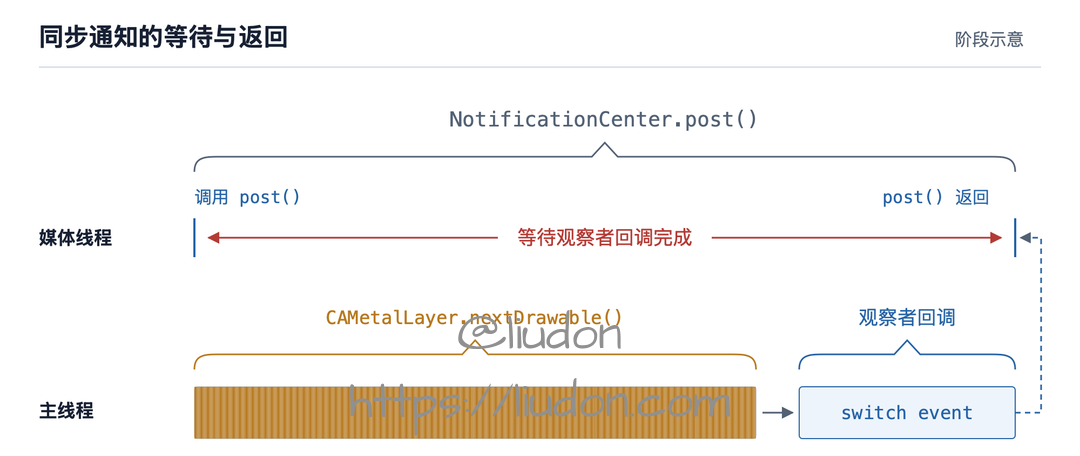 同步通知的等待与返回
阶段示意
NotificationCenter.post()
调用 post()
post() 返回
媒体线程
等待观察者回调完成
CAMetalLayer.nextDrawable()
观察者回调
@liudon
主线程
https://liudon.com
switch event